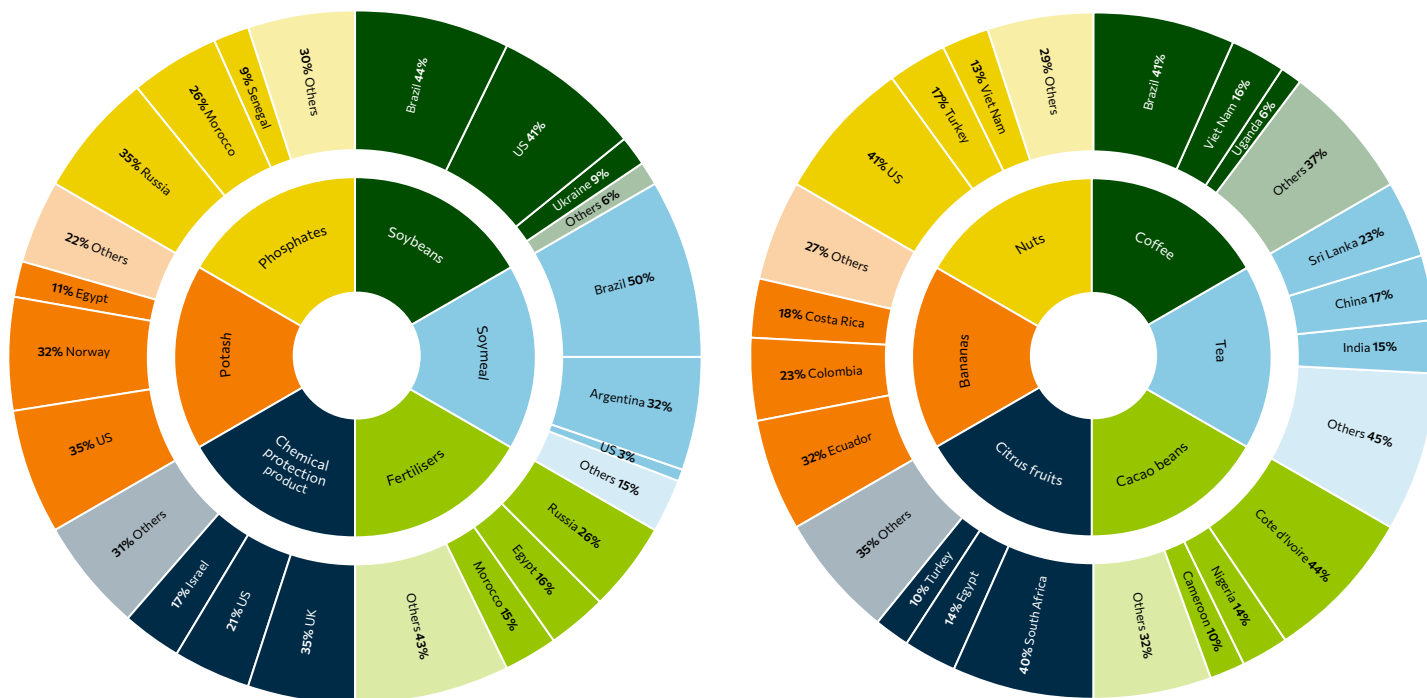 Soybeans
Brazil 44%
US 41%
Ukraine 9%
Others 6%
Soymeal
Brazil 50%
Argentina 32%
US 3%
Others 15%
Fertilisers
Russia 26%
Egypt 16%
Morocco 15%
Others 43%
Chemical
protection
product
35% UK
21% US
17% Israel
31% Others
Potash
35% US
32% Norway
11% Egypt
22% Others
Phosphates
35% Russia
26% Morocco
9% Senegal
30% Others
Coffee
Brazil 41%
Viet Nam 16%
Uganda 6%
Others 37%
Tea
Sri Lanka 23%
China 17%
India 15%
Others 45%
Cacao beans
Cote d'Ivoire 44%
Nigeria 14%
Cameroon 10%
Others 32%
Citrus fruits
40% South Africa
14% Egypt
10% Turkey
35% Others
Bananas
32% Ecuador
23% Colombia
18% Costa Rica
27% Others
Nuts
41% US
17% Turkey
13% Viet Nam
29% Others